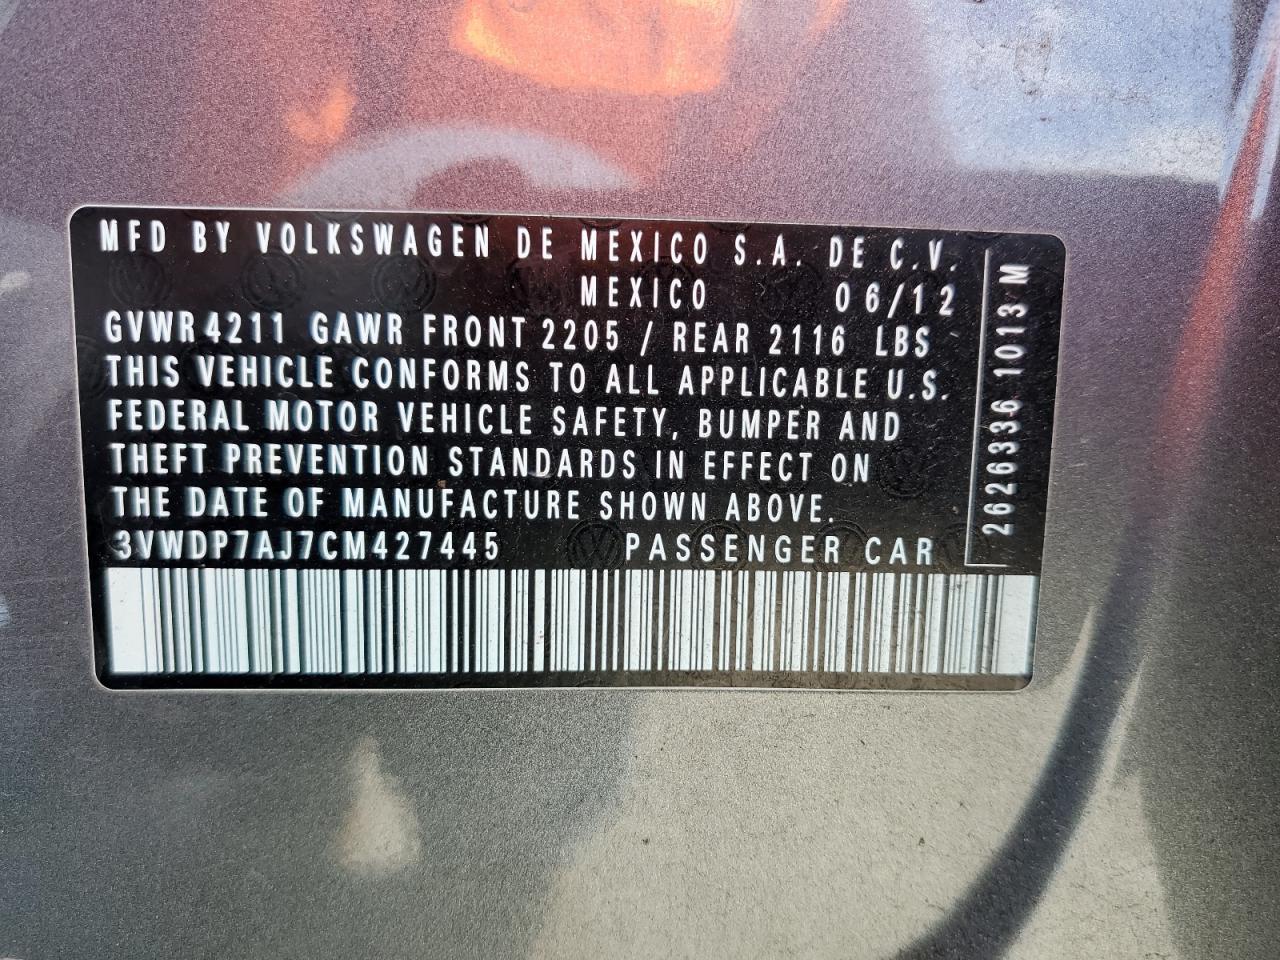 MFD BY VOLKSWAGEN DE MEXICO S.A. DE C.V.
MEXICO 06/12
GVWR 4211 GAWR FRONT 2205 / REAR 2116 LBS
THIS VEHICLE CONFORMS TO ALL APPLICABLE U.S.
FEDERAL MOTOR VEHICLE SAFETY, BUMPER AND
THEFT PREVENTION STANDARDS IN EFFECT ON
THE DATE OF MANUFACTURE SHOWN ABOVE.
3VWDP7AJ7CM427445 PASSENGER CAR
2626336 1013 M